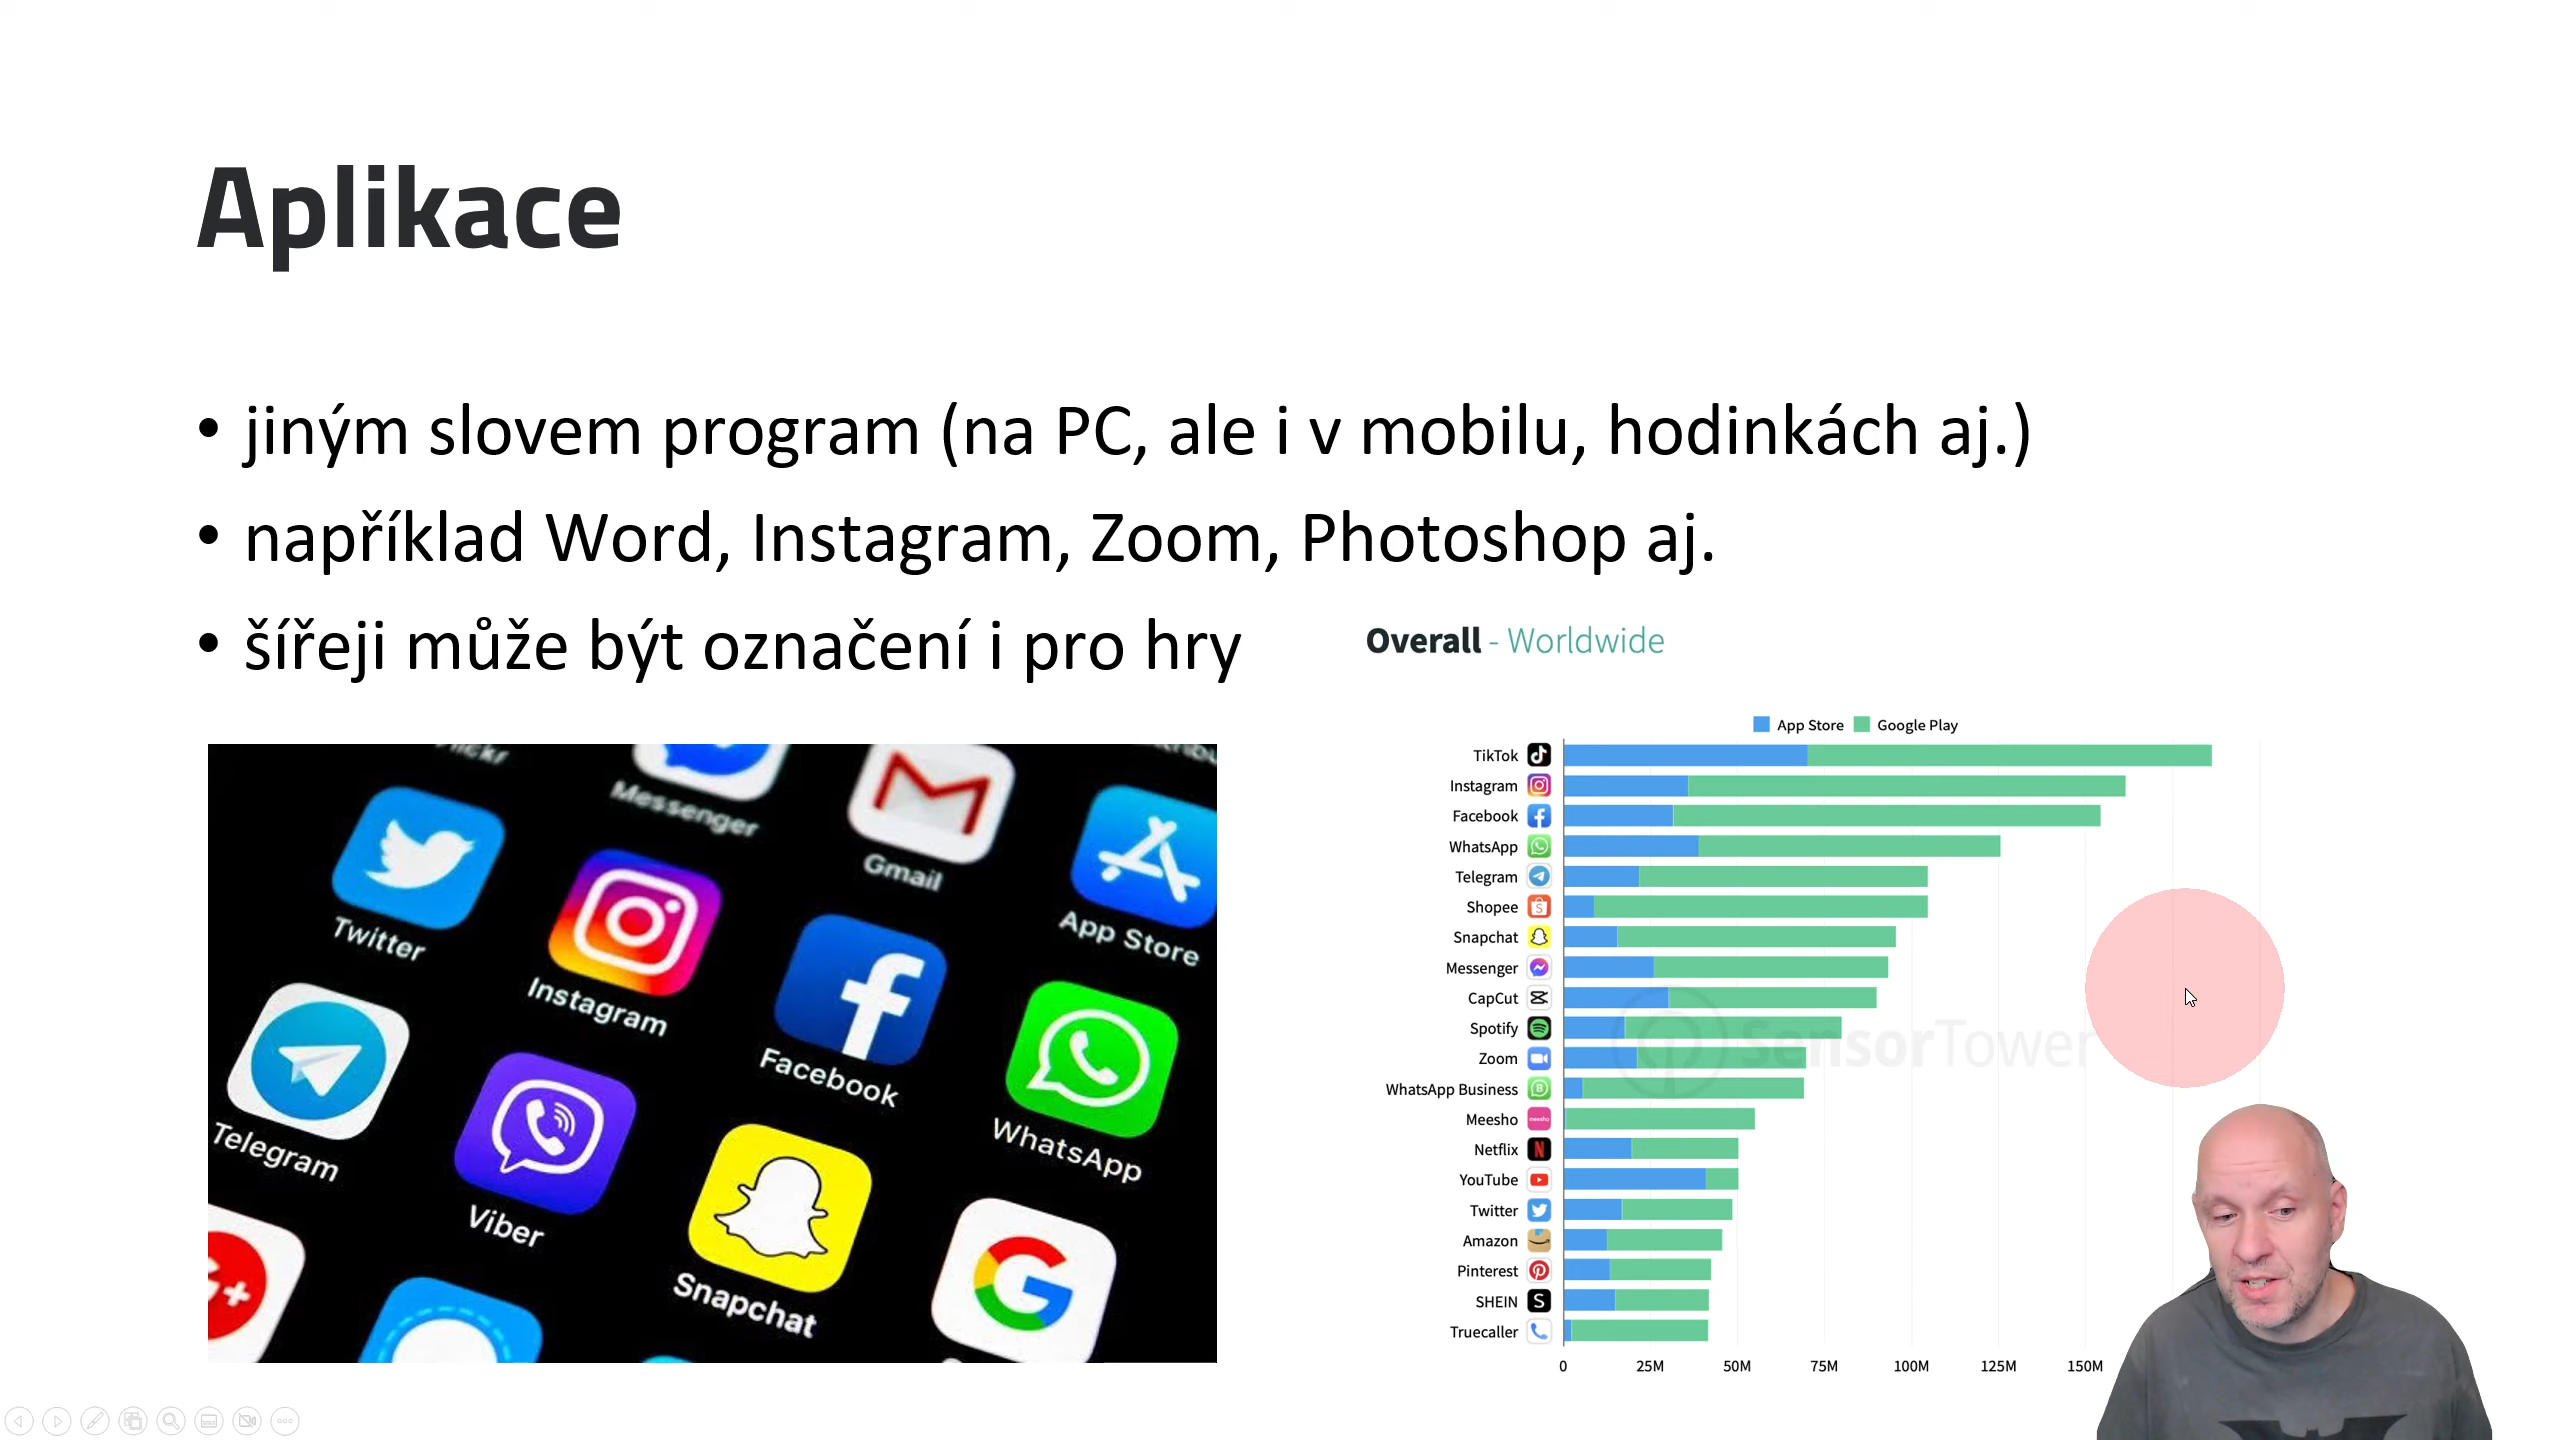 Aplikace
• jiným slovem program (na PC, ale i v mobilu, hodinkách aj.)
• například Word, Instagram, Zoom, Photoshop aj.
• šířeji může být označení i pro hry
Messenger
Gmail
App Store
Twitter
Instagram
Facebook
WhatsApp
Telegram
Viber
Snapchat
Overall - Worldwide
App Store Google Play
TikTok
Instagram
Facebook
WhatsApp
Telegram
Shopee
Snapchat
Messenger
CapCut
Spotify
Zoom
WhatsApp Business
Meesho
Netflix
YouTube
Twitter
Amazon
Pinterest
SHEIN
Truecaller
SensorTower
0 25M 50M 75M 100M 125M 150M